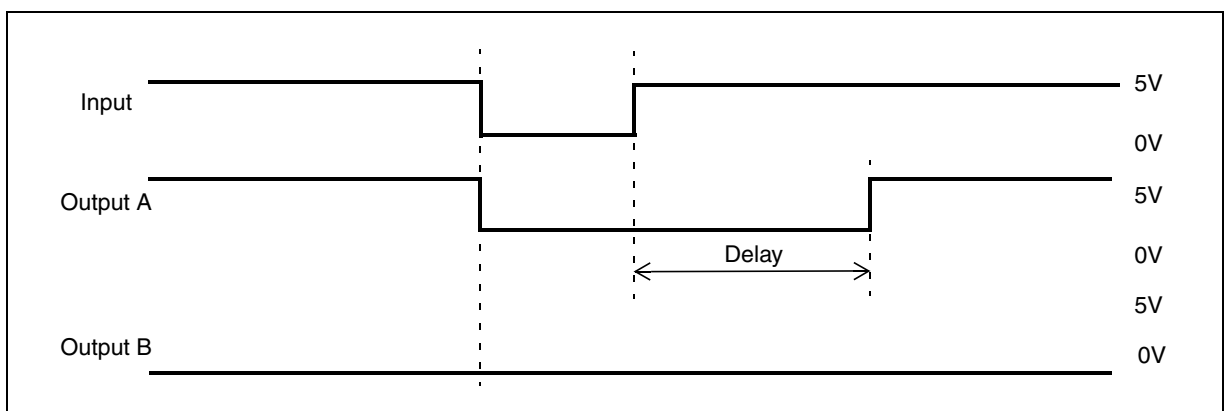 Input
5V
0V
Output A
5V
Delay
0V
5V
Output B
0V